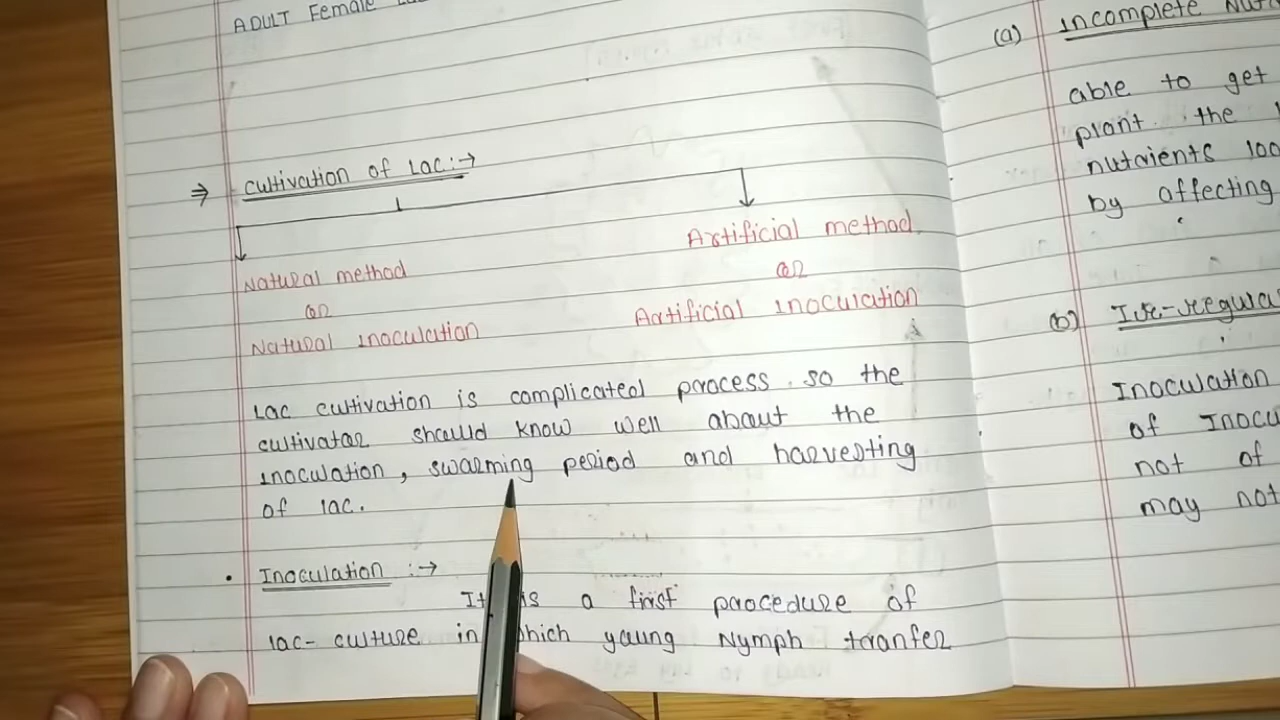 ADULT Female
⇒ cultivation of Lac:→
Natural method
or
Natural Inoculation
Artificial method
or
Artificial Inoculation
Lac cultivation is complicated process so the
cultivator should know well about the
inoculation, swarming period and harvesting
of lac.
• Inoculation :→
It is a first procedure of
lac- culture in which young Nymph tranfer
(a) Incomplete
able to get
plant. the
nutrients
by affecting
(b)
Inoculation
of
not of
may not